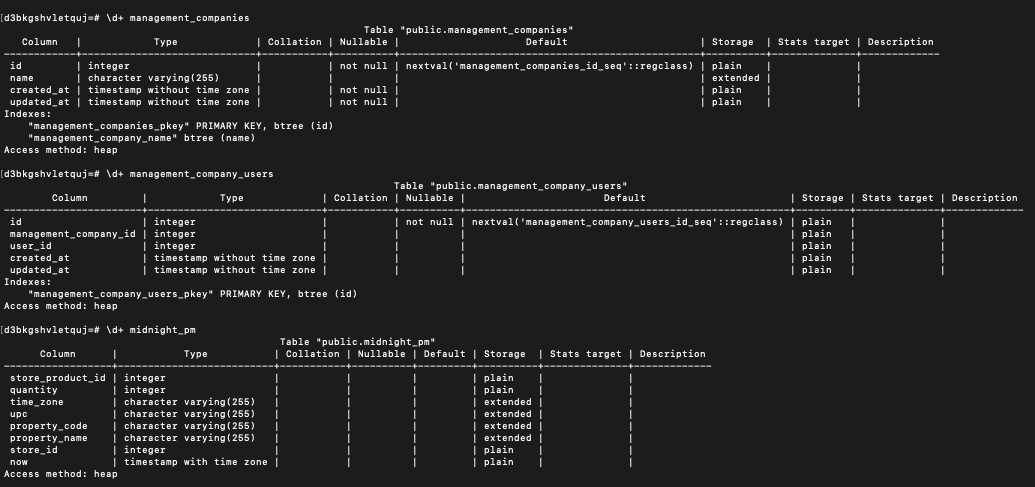 [d3bkgshvletquj=# \d+ management_companies
Table "public.management_companies"
Column | Type | Collation | Nullable | Default | Storage | Stats target | Description
id | integer | | not null | nextval('management_companies_id_seq'::regclass) | plain | |
name | character varying(255) | | | | extended | |
created_at | timestamp without time zone | | not null | | plain | |
updated_at | timestamp without time zone | | not null | | plain | |
Indexes:
"management_companies_pkey" PRIMARY KEY, btree (id)
"management_company_name" btree (name)
Access method: heap
[d3bkgshvletquj=# \d+ management_company_users
Table "public.management_company_users"
Column | Type | Collation | Nullable | Default | Storage | Stats target | Description
id | integer | | not null | nextval('management_company_users_id_seq'::regclass) | plain | |
management_company_id | integer | | | | plain | |
user_id | integer | | | | plain | |
created_at | timestamp without time zone | | | | plain | |
updated_at | timestamp without time zone | | | | plain | |
Indexes:
"management_company_users_pkey" PRIMARY KEY, btree (id)
Access method: heap
[d3bkgshvletquj=# \d+ midnight_pm
Table "public.midnight_pm"
Column | Type | Collation | Nullable | Default | Storage | Stats target | Description
store_product_id | integer | | | | plain | |
quantity | integer | | | | plain | |
time_zone | character varying(255) | | | | extended | |
upc | character varying(255) | | | | extended | |
property_code | character varying(255) | | | | extended | |
property_name | character varying(255) | | | | extended | |
store_id | integer | | | | plain | |
now | timestamp with time zone | | | | plain | |
Access method: heap